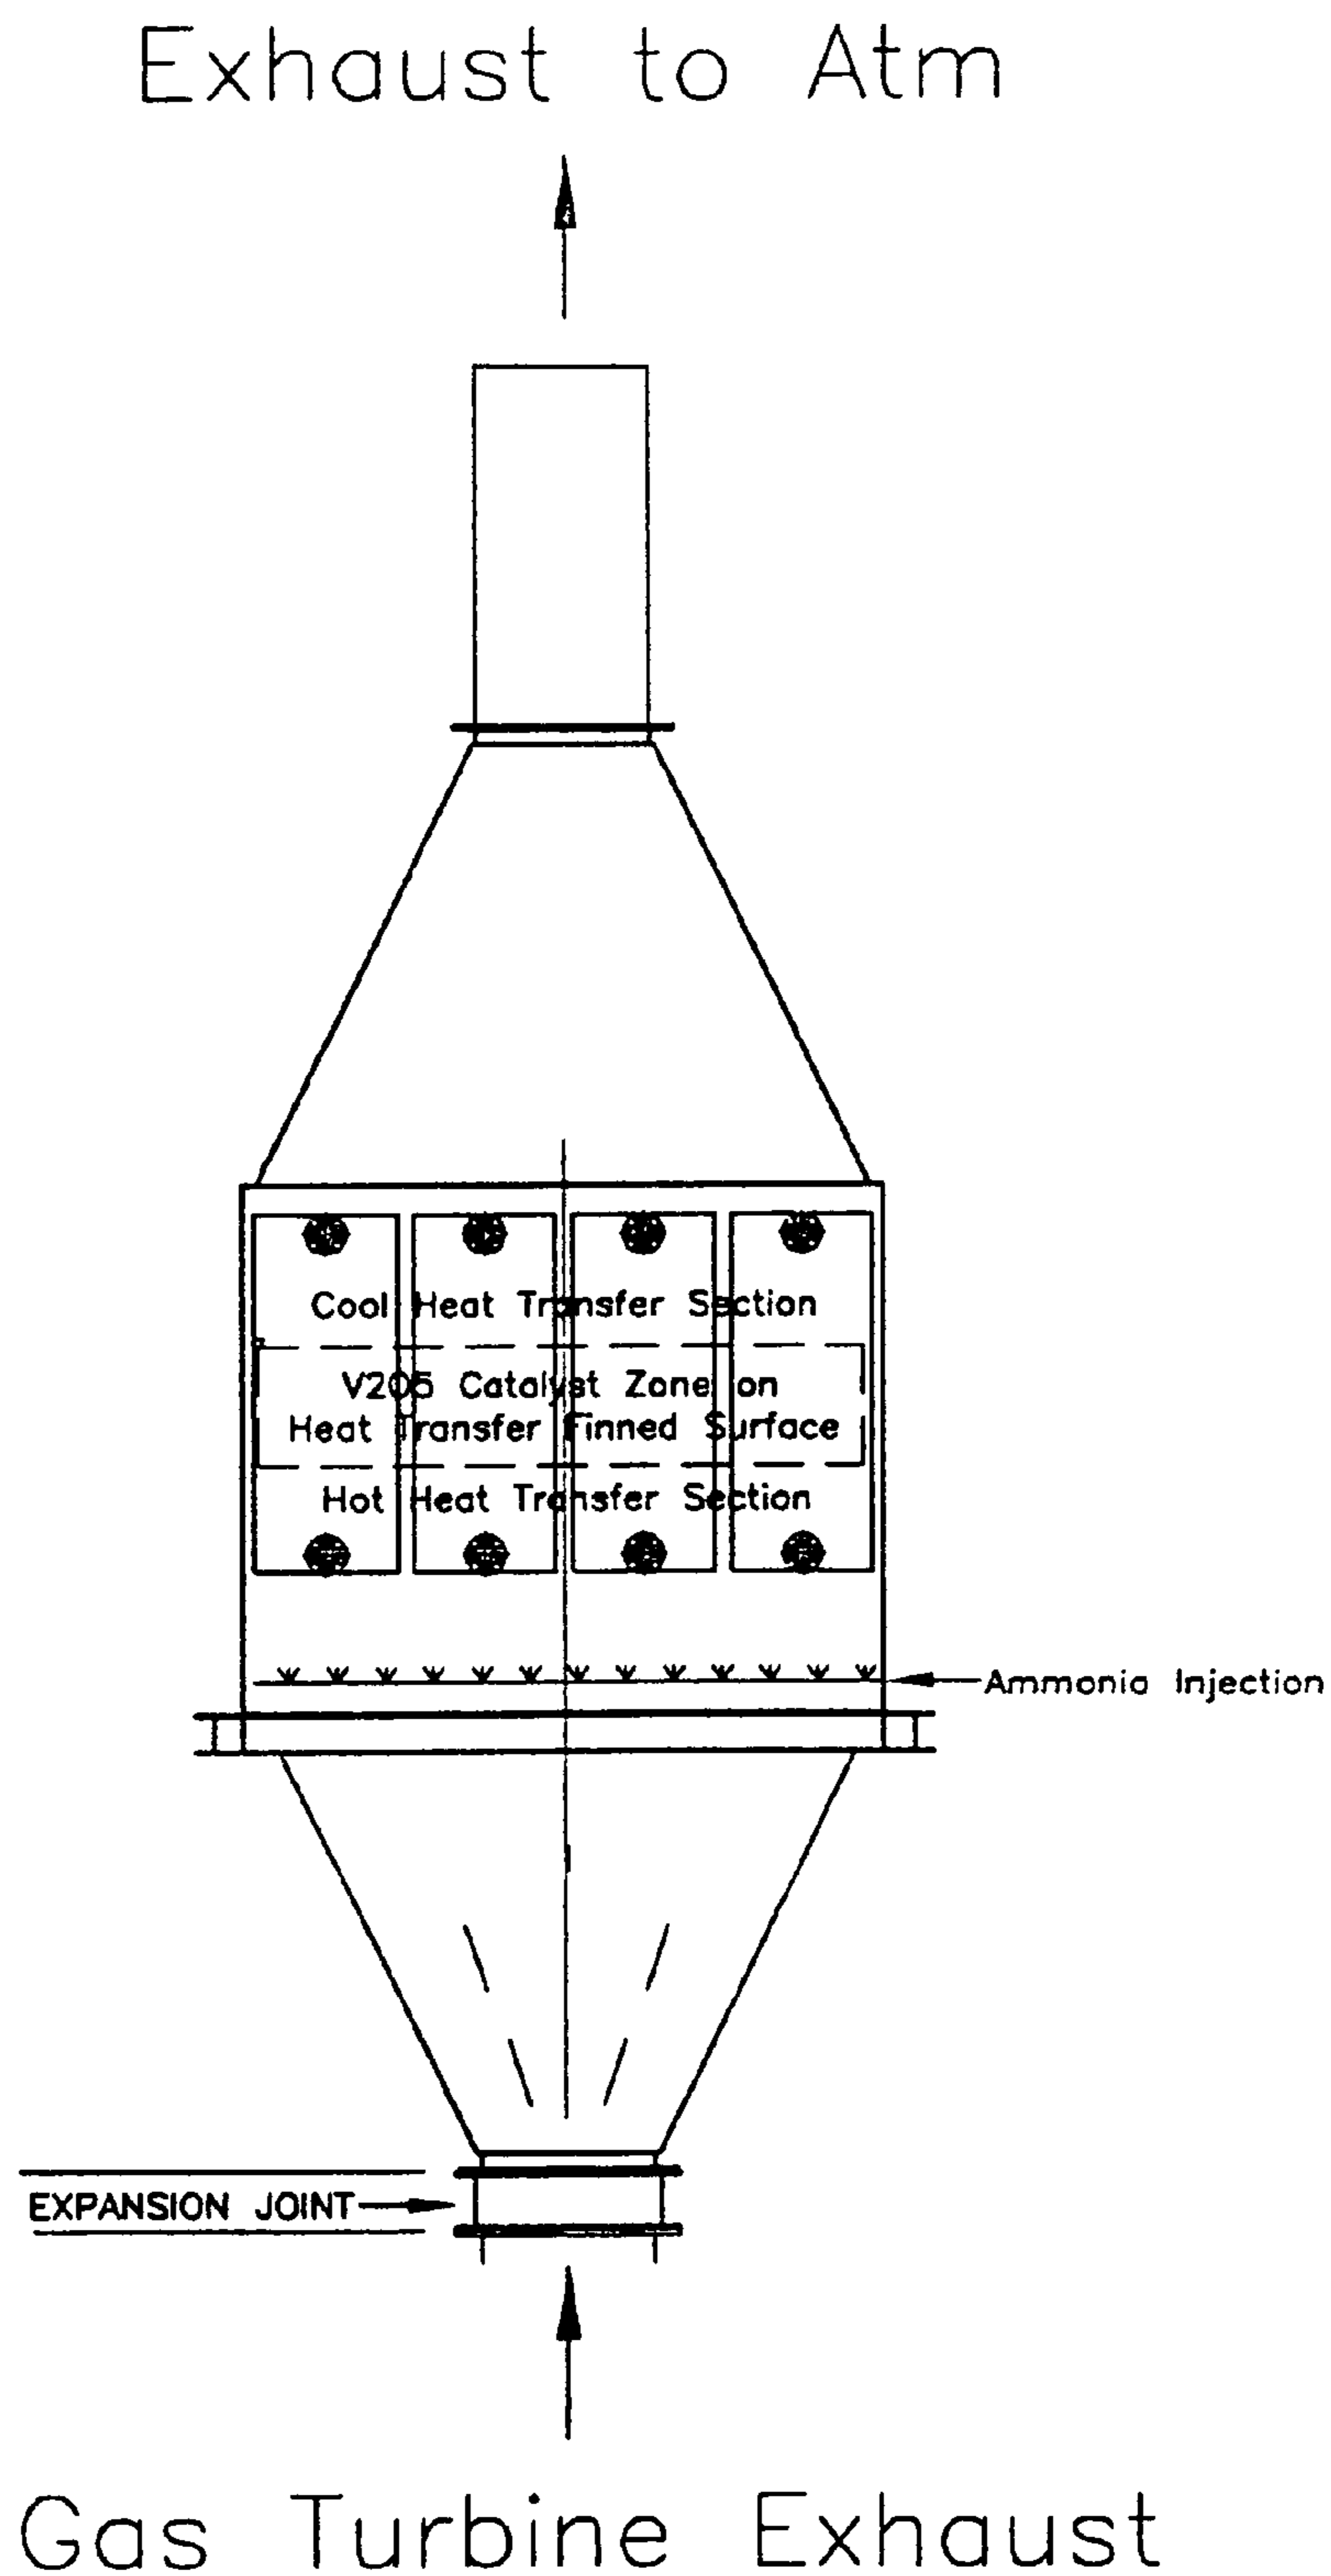 Exhaust to Atm
Cool Heat Transfer Section
V205 Catalyst Zone on
Heat Transfer Finned Surface
Hot Heat Transfer Section
Ammonia Injection
EXPANSION JOINT
Gas Turbine Exhaust